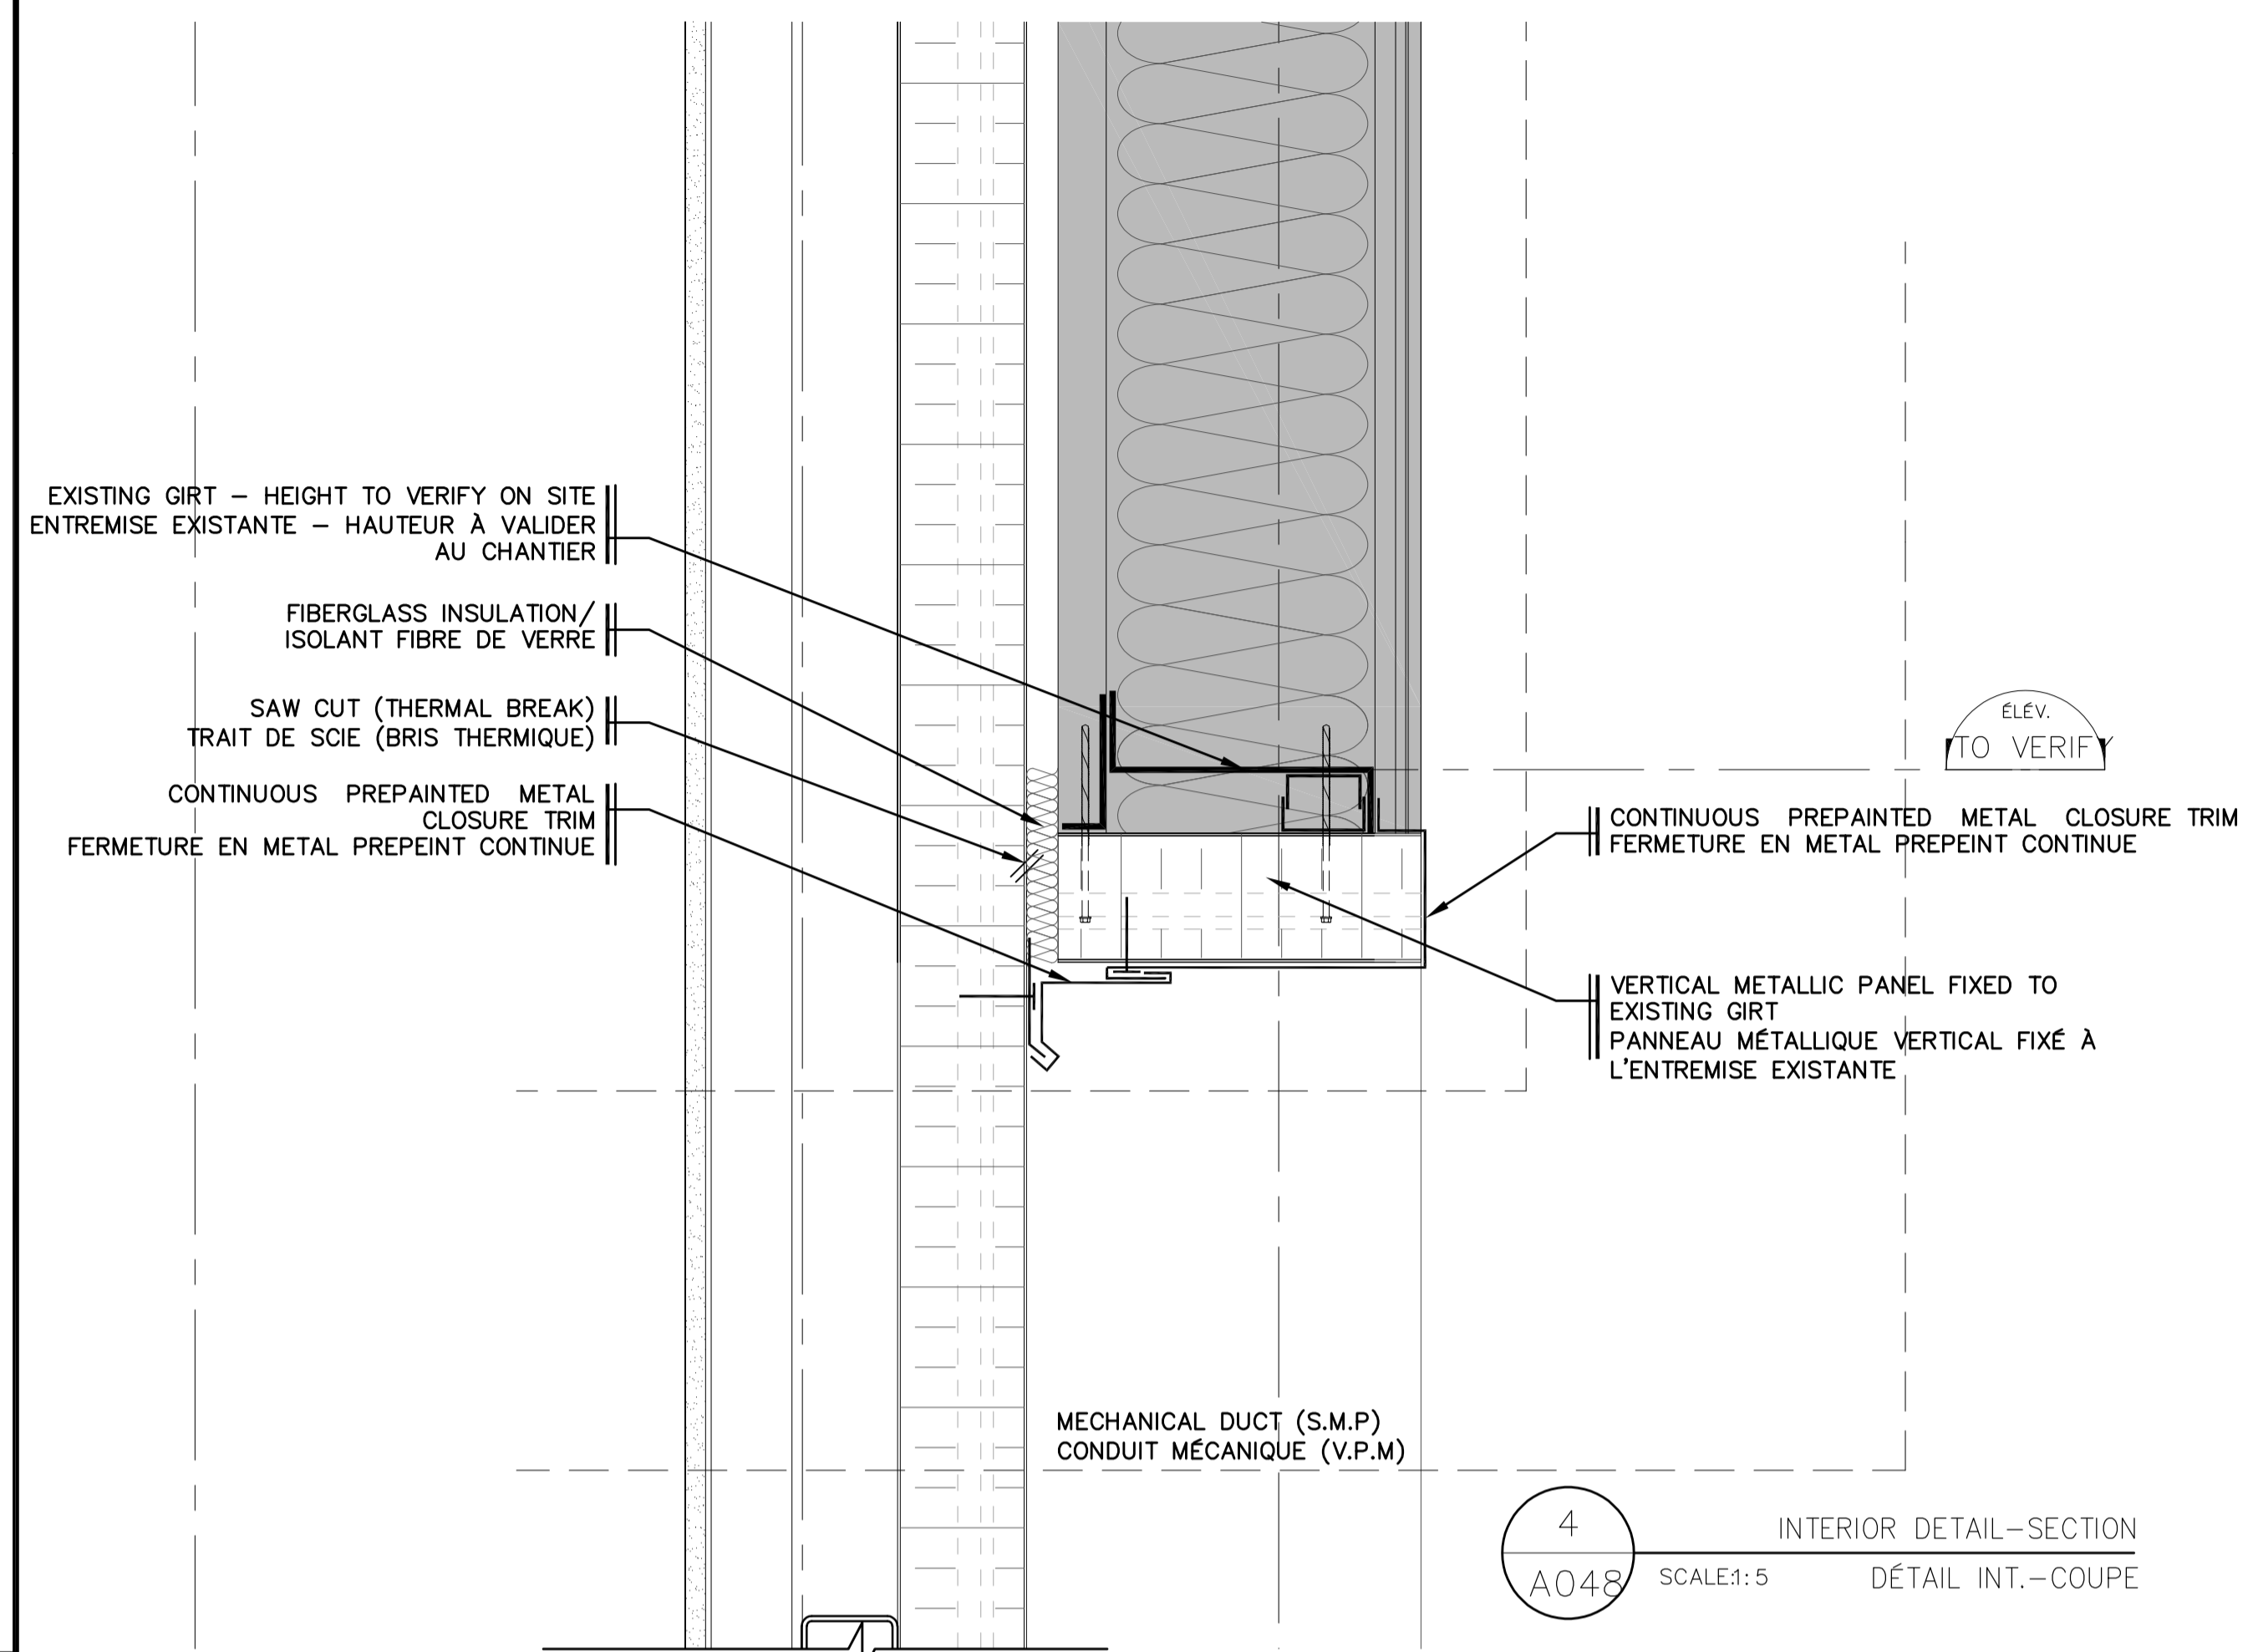 EXISTING GIRT – HEIGHT TO VERIFY ON SITE
ENTREMISE EXISTANTE – HAUTEUR À VALIDER
AU CHANTIER
FIBERGLASS INSULATION/
ISOLANT FIBRE DE VERRE
SAW CUT (THERMAL BREAK)
TRAIT DE SCIE (BRIS THERMIQUE)
CONTINUOUS PREPAINTED METAL
CLOSURE TRIM
FERMETURE EN METAL PREPEINT CONTINUE
ÉLÉV.
TO VERIFY
CONTINUOUS PREPAINTED METAL CLOSURE TRIM
FERMETURE EN METAL PREPEINT CONTINUE
VERTICAL METALLIC PANEL FIXED TO
EXISTING GIRT
PANNEAU MÉTALLIQUE VERTICAL FIXÉ À
L'ENTREMISE EXISTANTE
MECHANICAL DUCT (S.M.P)
CONDUIT MÉCANIQUE (V.P.M)
4
A048
INTERIOR DETAIL–SECTION
SCALE:1:5
DÉTAIL INT.–COUPE